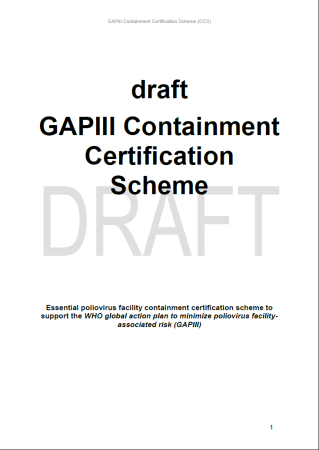 GAPIII Containment Certification Scheme (CCS)
draft
GAPIII Containment
Certification
Scheme
DRAFT
Essential poliovirus facility containment certification scheme to
support the WHO global action plan to minimize poliovirus facility-
associated risk (GAPIII)
1